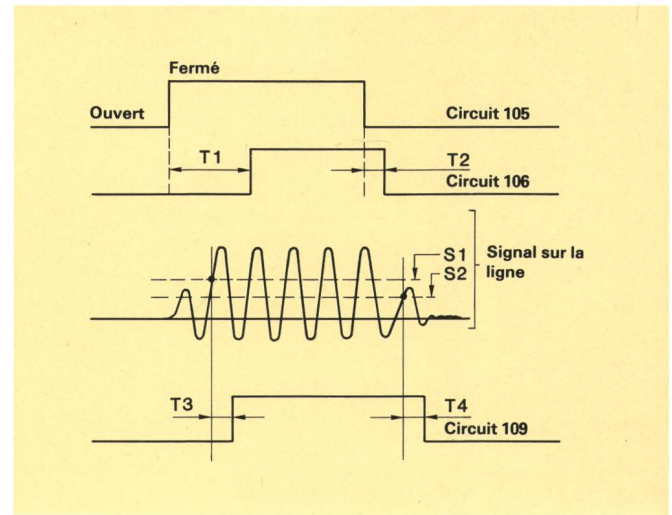 Fermé
Ouvert
Circuit 105
T1
T2
Circuit 106
S1
S2
Signal sur la
ligne
T3
T4
Circuit 109